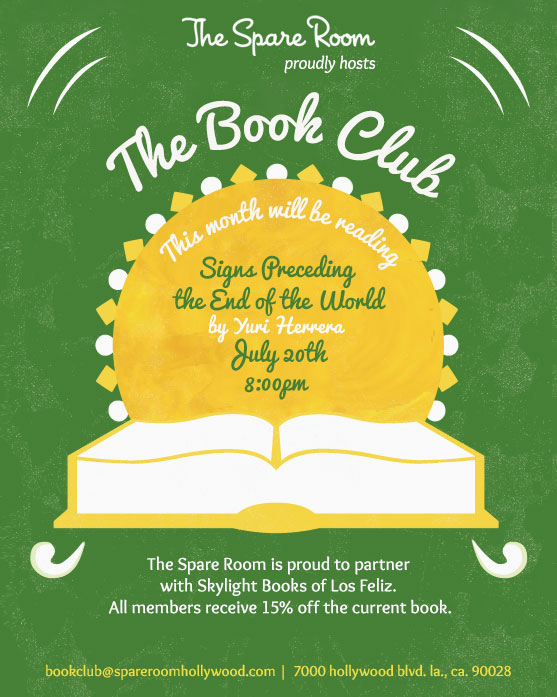 The Spare Room
proudly hosts
The Book Club
This month will be reading
Signs Preceding
the End of the World
by Yuri Herrera
July 20th
8:00pm
The Spare Room is proud to partner
with Skylight Books of Los Feliz.
All members receive 15% off the current book.
bookclub@spareroomhollywood.com | 7000 hollywood blvd. la., ca. 90028